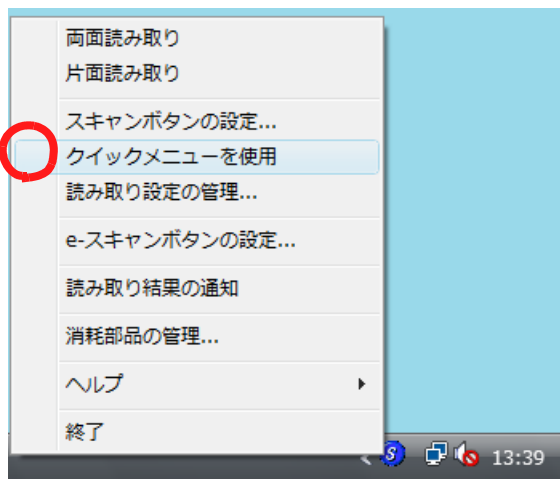 両面読み取り
片面読み取り
スキャンボタンの設定...
クイックメニューを使用
読み取り設定の管理...
e-スキャンボタンの設定...
読み取り結果の通知
消耗部品の管理...
ヘルプ
終了
S
13:39